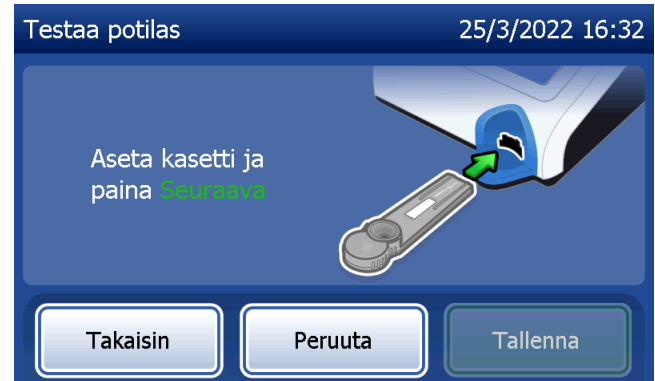 Testaa potilas 25/3/2022 16:32
Aseta kasetti ja
paina Seuraava
Takaisin Peruuta Tallenna